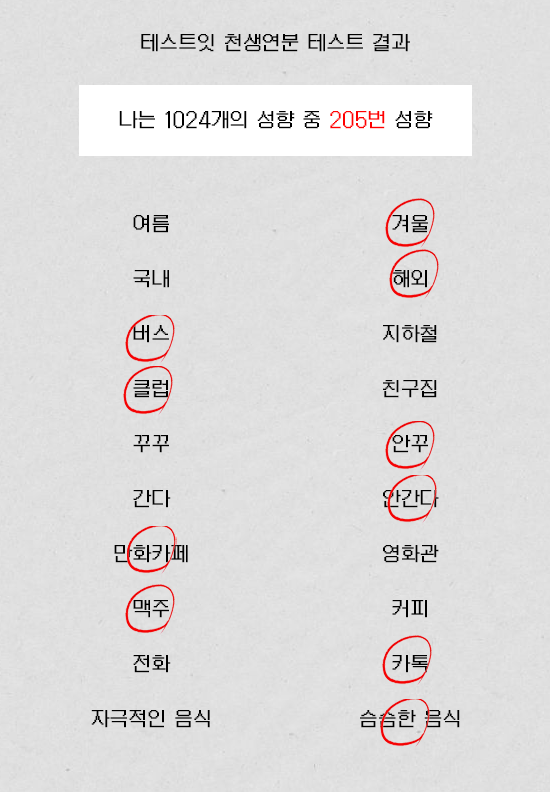 테스트잇 천생연분 테스트 결과
나는 1024개의 성향 중 205번 성향
여름 겨울
국내 해외
버스 지하철
클럽 친구집
꾸꾸 안꾸
간다 안간다
만화카페 영화관
맥주 커피
전화 카톡
자극적인 음식 슴슴한 음식